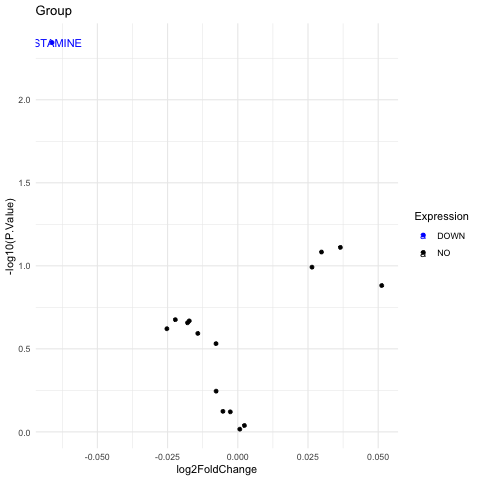 Group
STAMINE
2.0
1.5
1.0
0.5
0.0
-log10(P.Value)
-0.050
-0.025
0.000
0.025
0.050
log2FoldChange
Expression
DOWN
NO